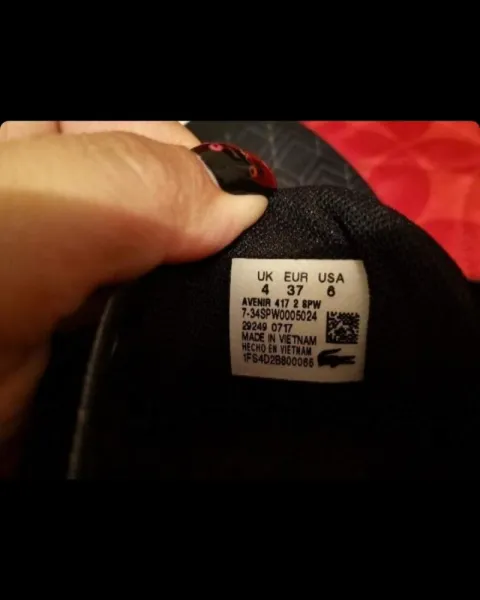 UK EUR USA
4 37 6
AVENIR 417 2 SPW
7-34SPW0005024
29249 0717
MADE IN VIETNAM
HECHO EN VIETNAM
1FS4D2B800066